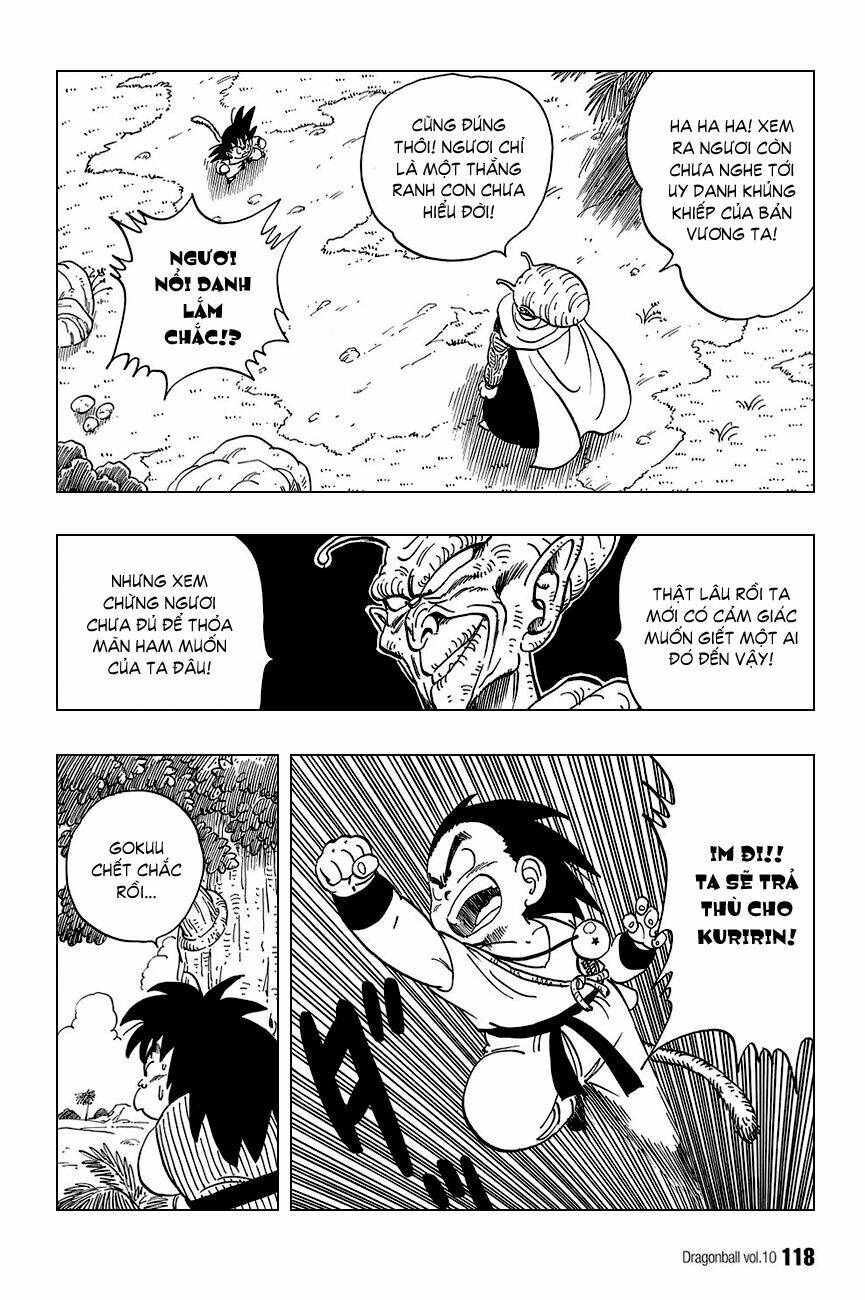 HA HA HA! XEM
RA NGƯƠI CÒN
CHƯA NGHE TỚI
UY DANH KHỦNG
KHIẾP CỦA BẢN
VƯƠNG TA!
CŨNG ĐÚNG
THÔI! NGƯƠI CHỈ
LÀ MỘT THẰNG
RANH CON CHƯA
HIỂU ĐỜI!
NGƯƠI
NỔI DANH
LẮM
CHẮC!?
THẬT LÂU RỒI TA
MỚI CÓ CẢM GIÁC
MUỐN GIẾT MỘT AI
ĐÓ ĐẾN VẬY!
NHƯNG XEM
CHỪNG NGƯƠI
CHƯA ĐỦ ĐỂ THỎA
MÃN HAM MUỐN
CỦA TA ĐÂU!
IM ĐI!!
TA SẼ TRẢ
THÙ CHO
KURIRIN!
ダダ
GOKUU
CHẾT CHẮC
RỒI...
Dragonball vol.10 118